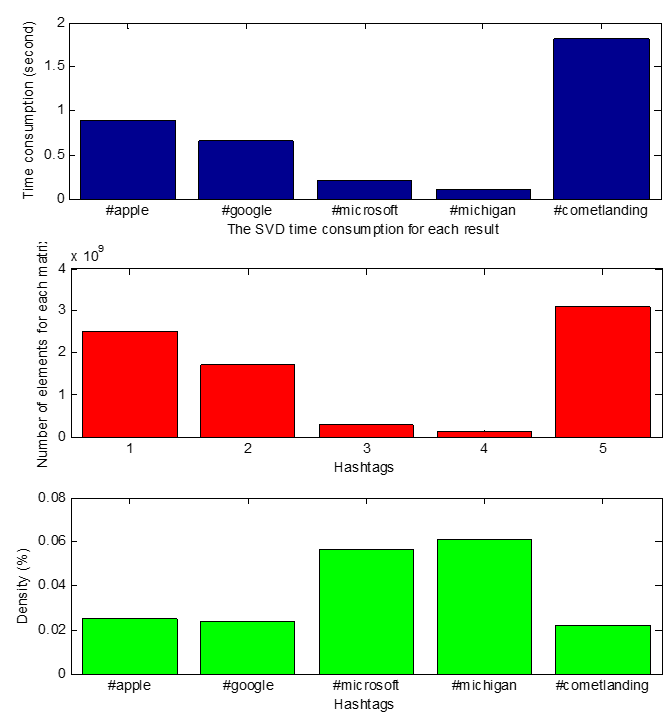 2
1.5
1
0.5
0
Time consumption (second)
#apple #google #microsoft #michigan #cometlanding
The SVD time consumption for each result
x 10^9
4
3
2
1
0
Number of elements for each matri
1 2 3 4 5
Hashtags
0.08
0.06
0.04
0.02
0
Density (%)
#apple #google #microsoft #michigan #cometlanding
Hashtags